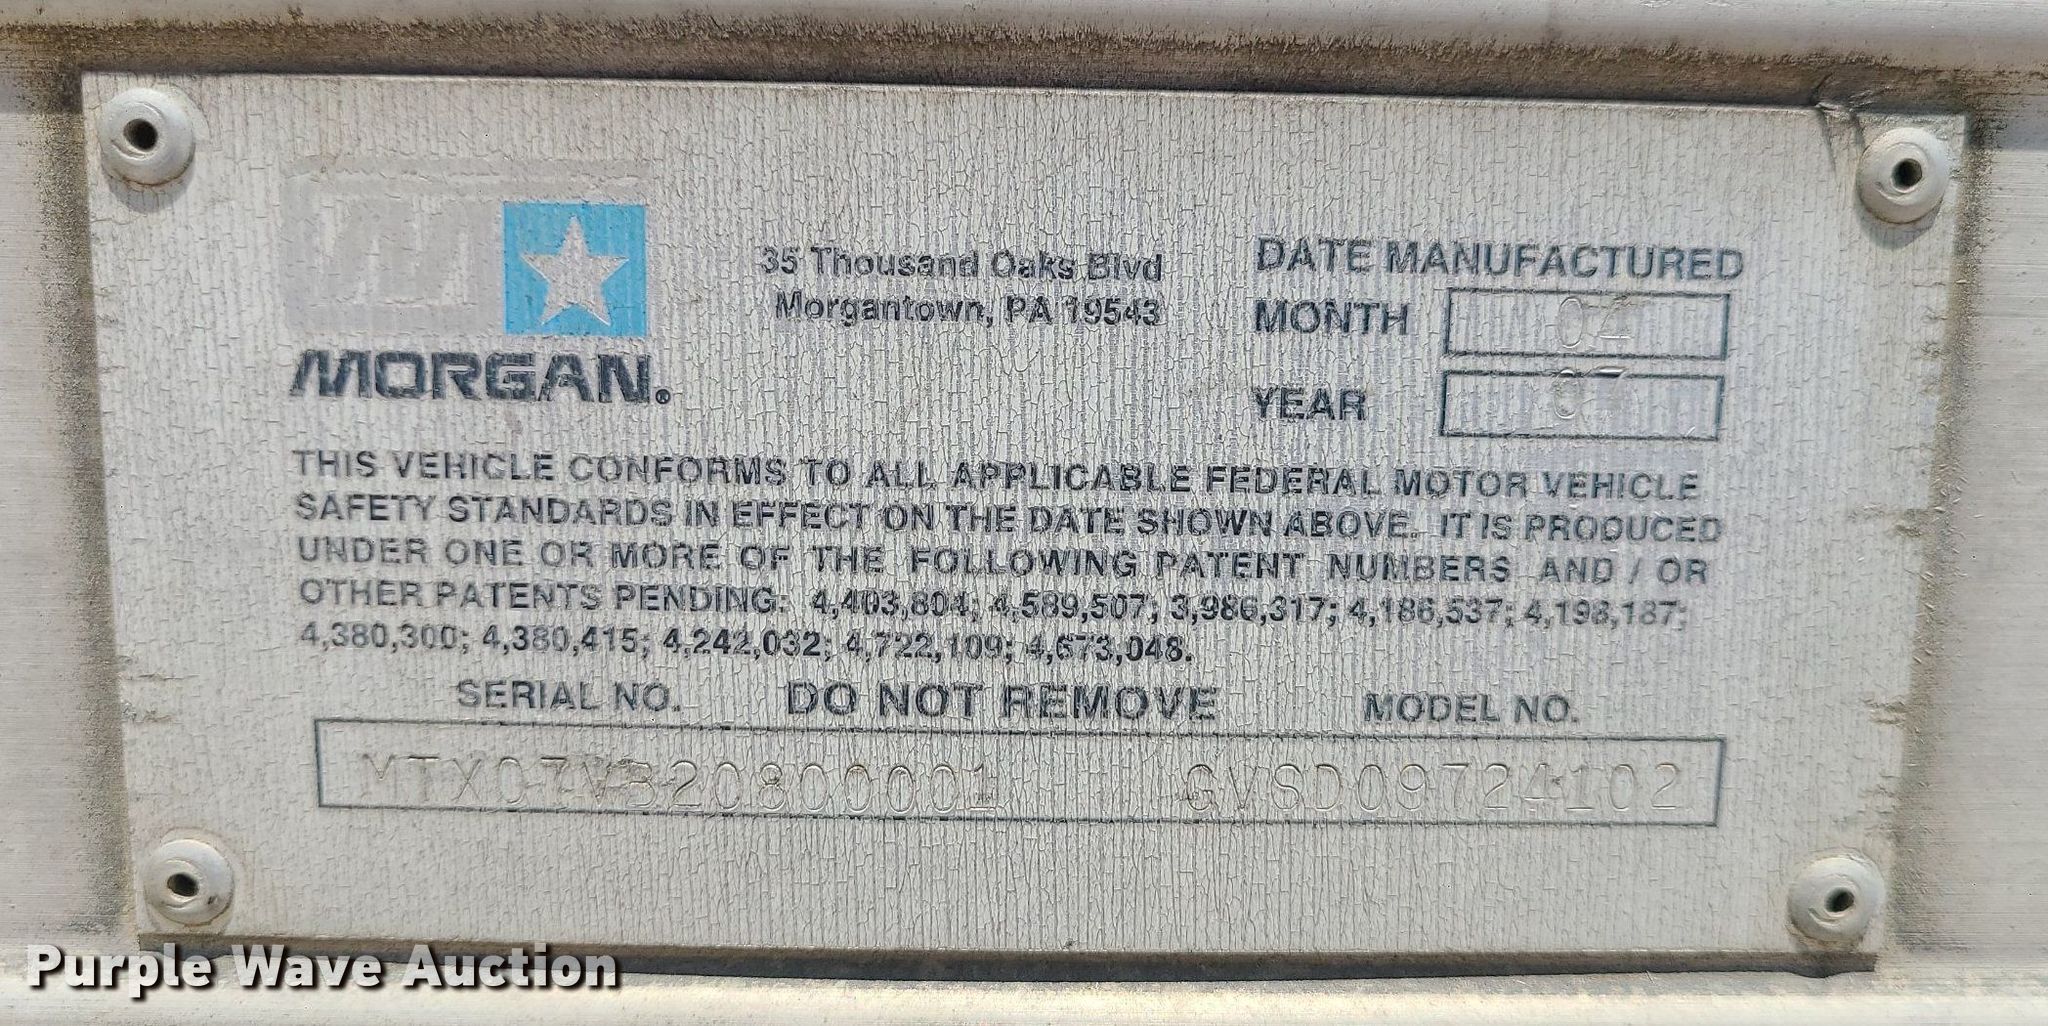 35 Thousand Oaks Blvd
Morgantown, PA 19543
MORGAN®
DATE MANUFACTURED
MONTH 04
YEAR 07
THIS VEHICLE CONFORMS TO ALL APPLICABLE FEDERAL MOTOR VEHICLE
SAFETY STANDARDS IN EFFECT ON THE DATE SHOWN ABOVE. IT IS PRODUCED
UNDER ONE OR MORE OF THE FOLLOWING PATENT NUMBERS AND / OR
OTHER PATENTS PENDING: 4,403,804; 4,589,507; 3,986,317; 4,186,537; 4,198,187;
4,380,300; 4,380,415; 4,242,032; 4,722,109; 4,673,048.
SERIAL NO. DO NOT REMOVE MODEL NO.
MTX07VB20800001 GVSD09724102
Purple Wave Auction